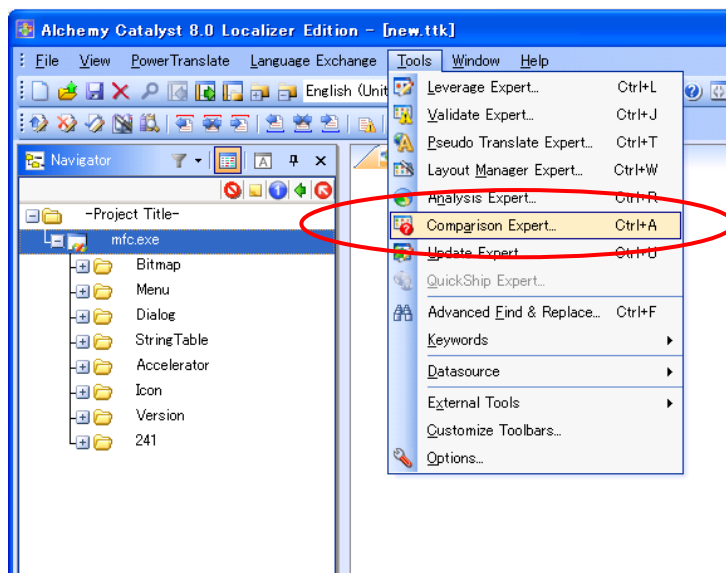 Alchemy Catalyst 8.0 Localizer Edition - [new.ttk]
File View PowerTranslate Language Exchange Tools Window Help
English (Unit
Navigator
-Project Title-
mfc.exe
Bitmap
Menu
Dialog
StringTable
Accelerator
Icon
Version
241
Leverage Expert... Ctrl+L
Validate Expert... Ctrl+J
Pseudo Translate Expert... Ctrl+T
Layout Manager Expert... Ctrl+W
Analysis Expert... Ctrl+R
Comparison Expert... Ctrl+A
Update Expert... Ctrl+U
QuickShip Expert...
Advanced Find & Replace... Ctrl+F
Keywords
Datasource
External Tools
Customize Toolbars...
Options...